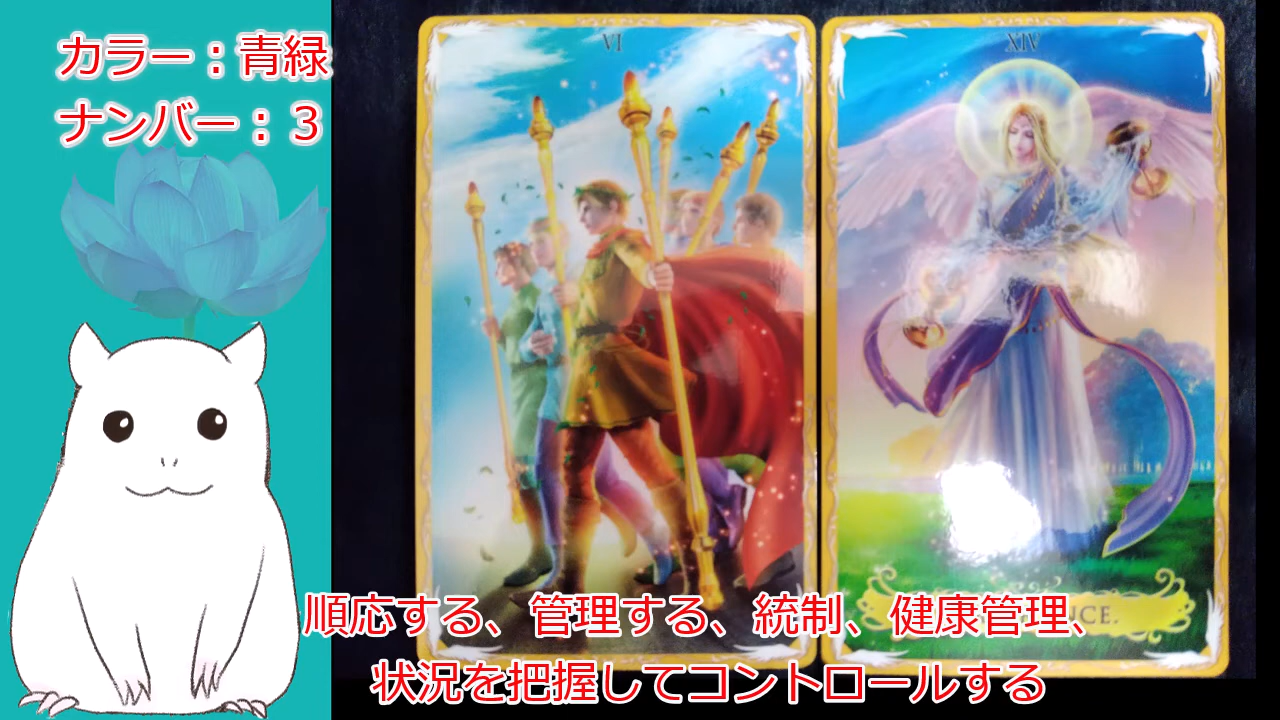 カラー：青緑
ナンバー：３
VI
XIV
順応する、管理する、統制、健康管理、
状況を把握してコントロールする